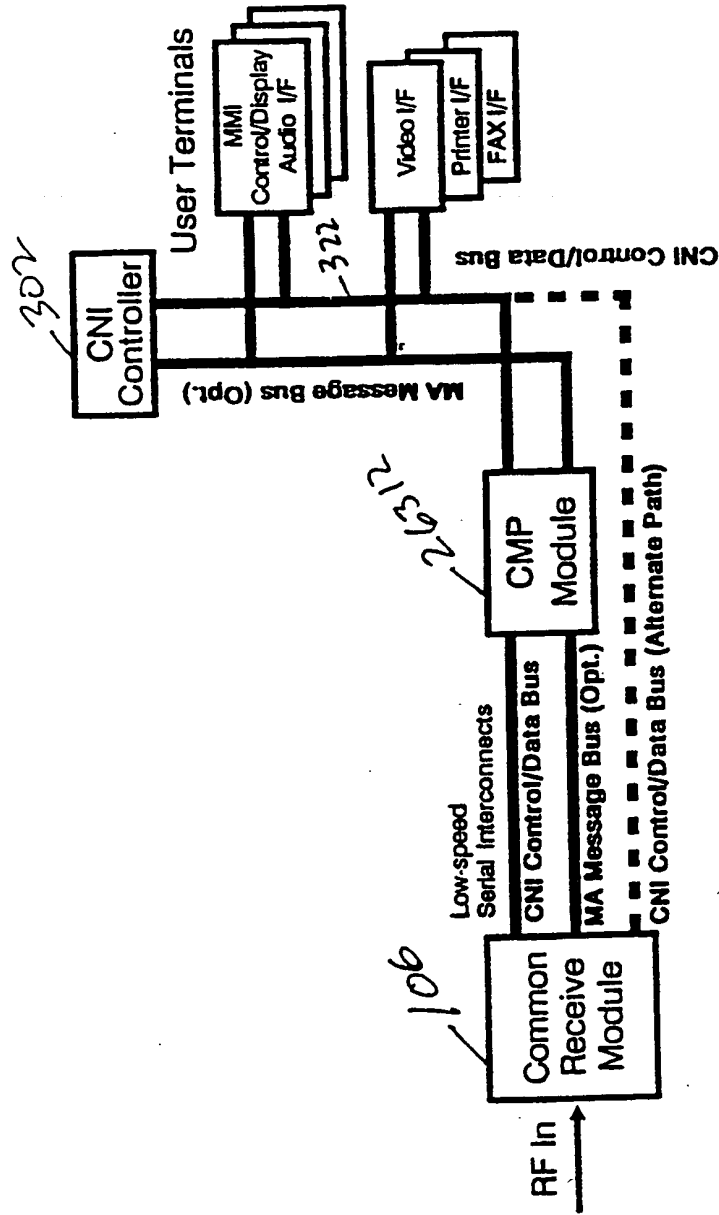 RF In
106
Common
Receive
Module
Low-speed
Serial Interconnects
CNI Control/Data Bus
MA Message Bus (Opt.)
CNI Control/Data Bus (Alternate Path)
26312
CMP
Module
302
CNI
Controller
MA Message Bus (Opt.)
322
CNI Control/Data Bus
User Terminals
MMI
Control/Display
Audio I/F
Video I/F
Printer I/F
FAX I/F